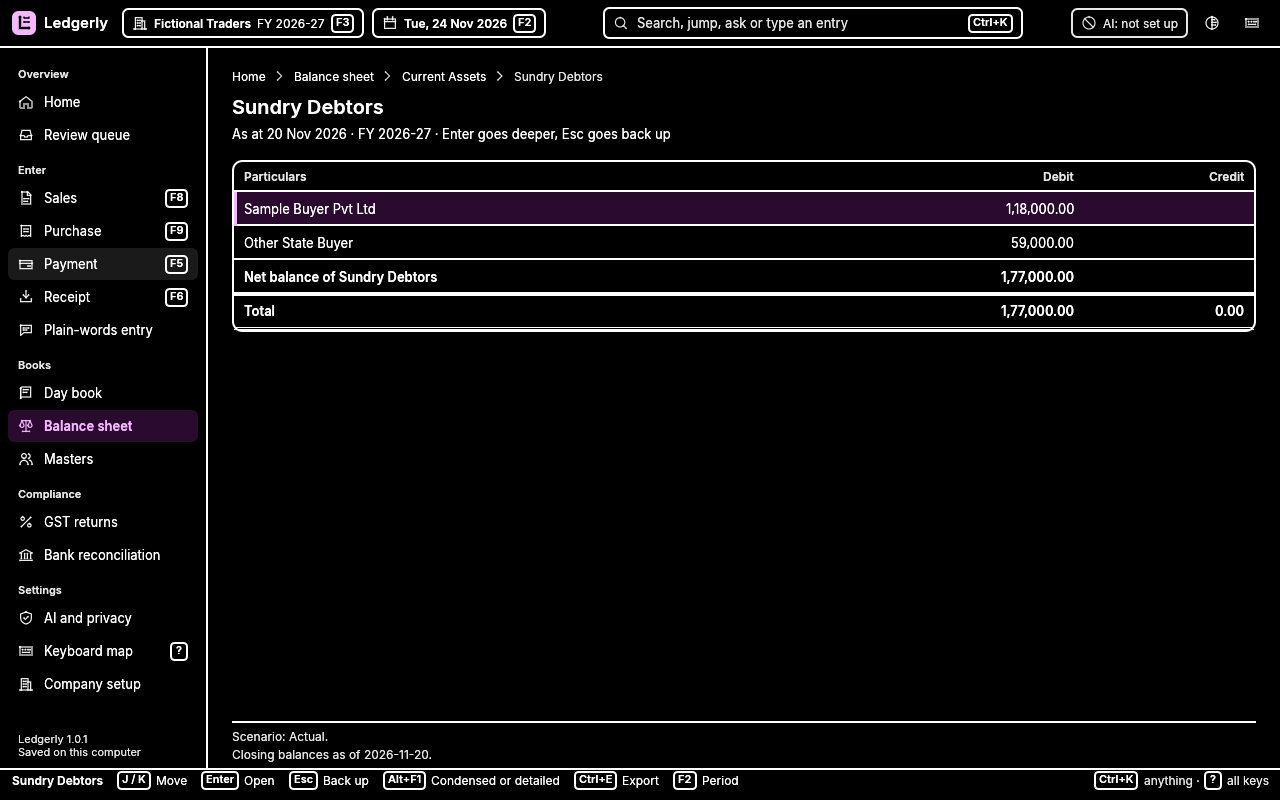 Ledgerly
Fictional Traders FY 2026-27 F3
Tue, 24 Nov 2026 F2
Search, jump, ask or type an entry Ctrl+K
AI: not set up
Overview
Home
Review queue
Enter
Sales F8
Purchase F9
Payment F5
Receipt F6
Plain-words entry
Books
Day book
Balance sheet
Masters
Compliance
GST returns
Bank reconciliation
Settings
AI and privacy
Keyboard map ?
Company setup
Ledgerly 1.0.1
Saved on this computer
Home Balance sheet Current Assets Sundry Debtors
Sundry Debtors
As at 20 Nov 2026 · FY 2026-27 · Enter goes deeper, Esc goes back up
Particulars Debit Credit
Sample Buyer Pvt Ltd 1,18,000.00
Other State Buyer 59,000.00
Net balance of Sundry Debtors 1,77,000.00
Total 1,77,000.00 0.00
Scenario: Actual.
Closing balances as of 2026-11-20.
Sundry Debtors J / K Move Enter Open Esc Back up Alt+F1 Condensed or detailed Ctrl+E Export F2 Period Ctrl+K anything · ? all keys